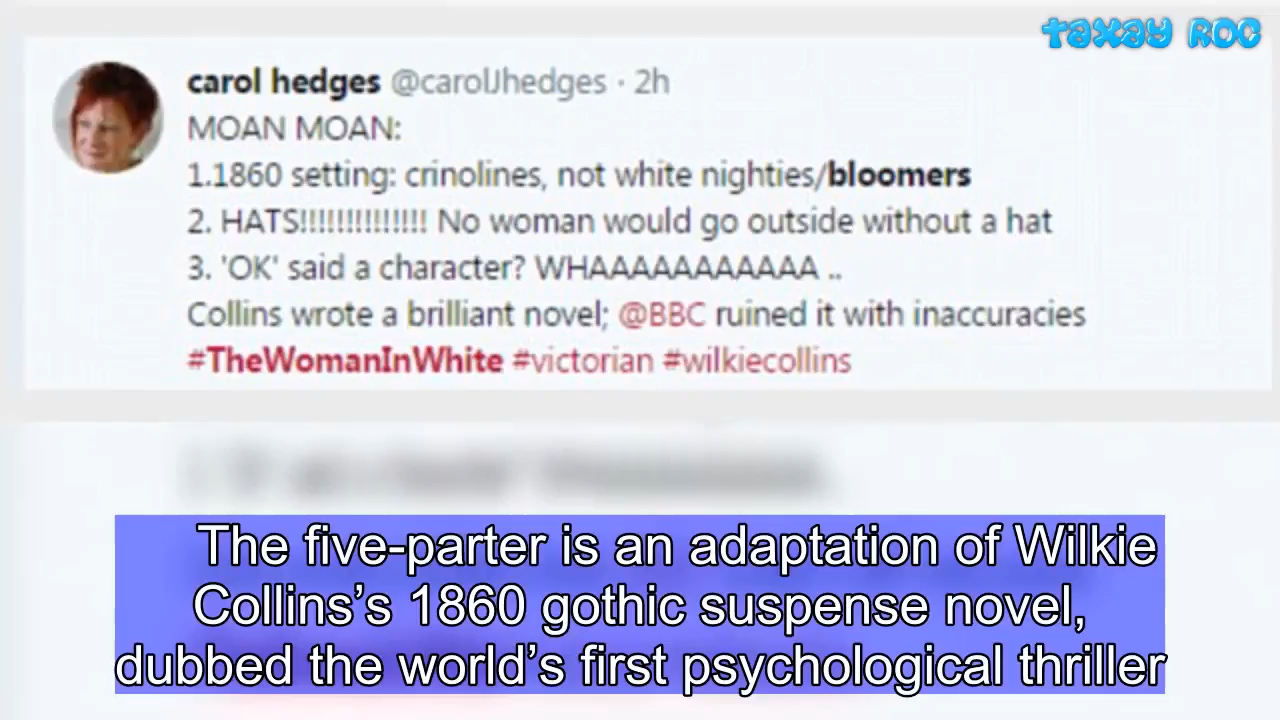 taxay ROC
carol hedges @carolJhedges · 2h
MOAN MOAN:
1.1860 setting: crinolines, not white nighties/bloomers
2. HATS!!!!!!!!!!!!!! No woman would go outside without a hat
3. 'OK' said a character? WHAAAAAAAAAAA ..
Collins wrote a brilliant novel; @BBC ruined it with inaccuracies
#TheWomanInWhite #victorian #wilkiecollins
The five-parter is an adaptation of Wilkie
Collins’s 1860 gothic suspense novel,
dubbed the world’s first psychological thriller